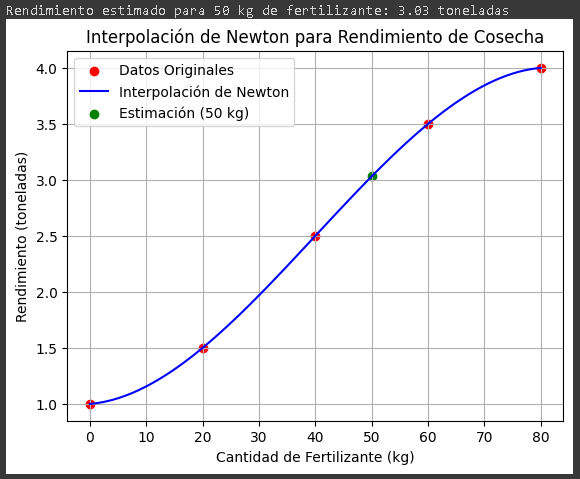 Rendimiento estimado para 50 kg de fertilizante: 3.03 toneladas
Interpolación de Newton para Rendimiento de Cosecha
Datos Originales
Interpolación de Newton
Estimación (50 kg)
4.0
3.5
3.0
2.5
2.0
1.5
1.0
Rendimiento (toneladas)
0 10 20 30 40 50 60 70 80
Cantidad de Fertilizante (kg)